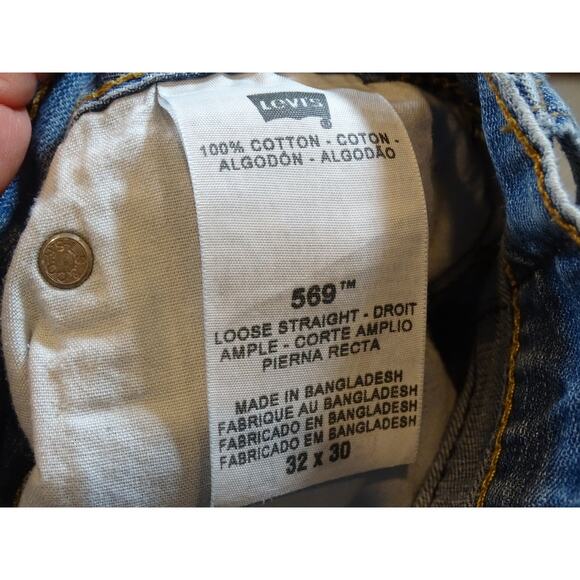 Levi's
®
100% COTTON - COTON -
ALGODÓN - ALGODÃO
569™
LOOSE STRAIGHT - DROIT
AMPLE - CORTE AMPLIO
PIERNA RECTA
MADE IN BANGLADESH
FABRIQUE AU BANGLADESH
FABRICADO EN BANGLADESH
FABRICADO EM BANGLADESH
32 X 30